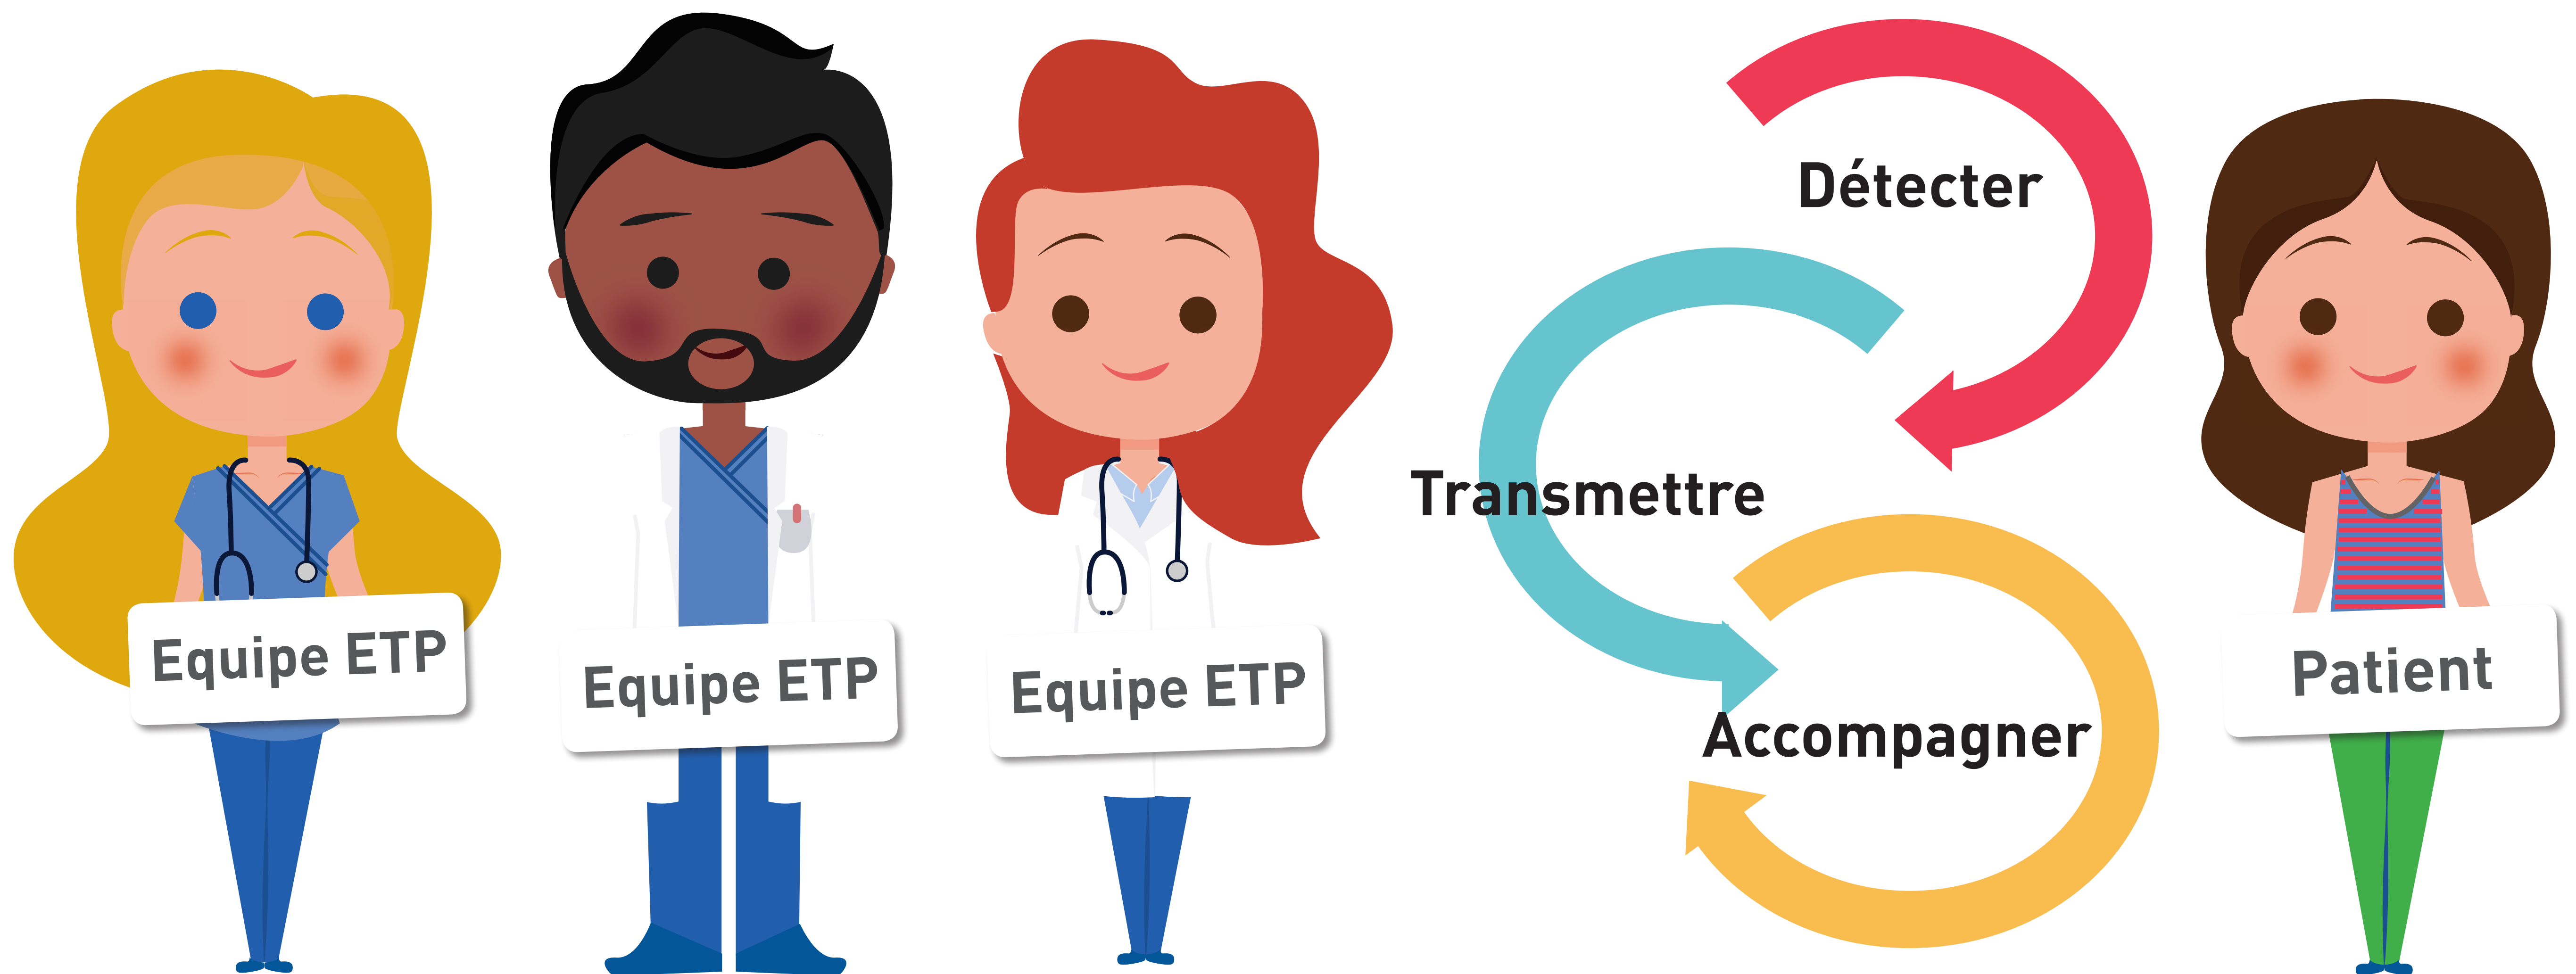 Détecter
Transmettre
Accompagner
Equipe ETP
Equipe ETP
Equipe ETP
Patient